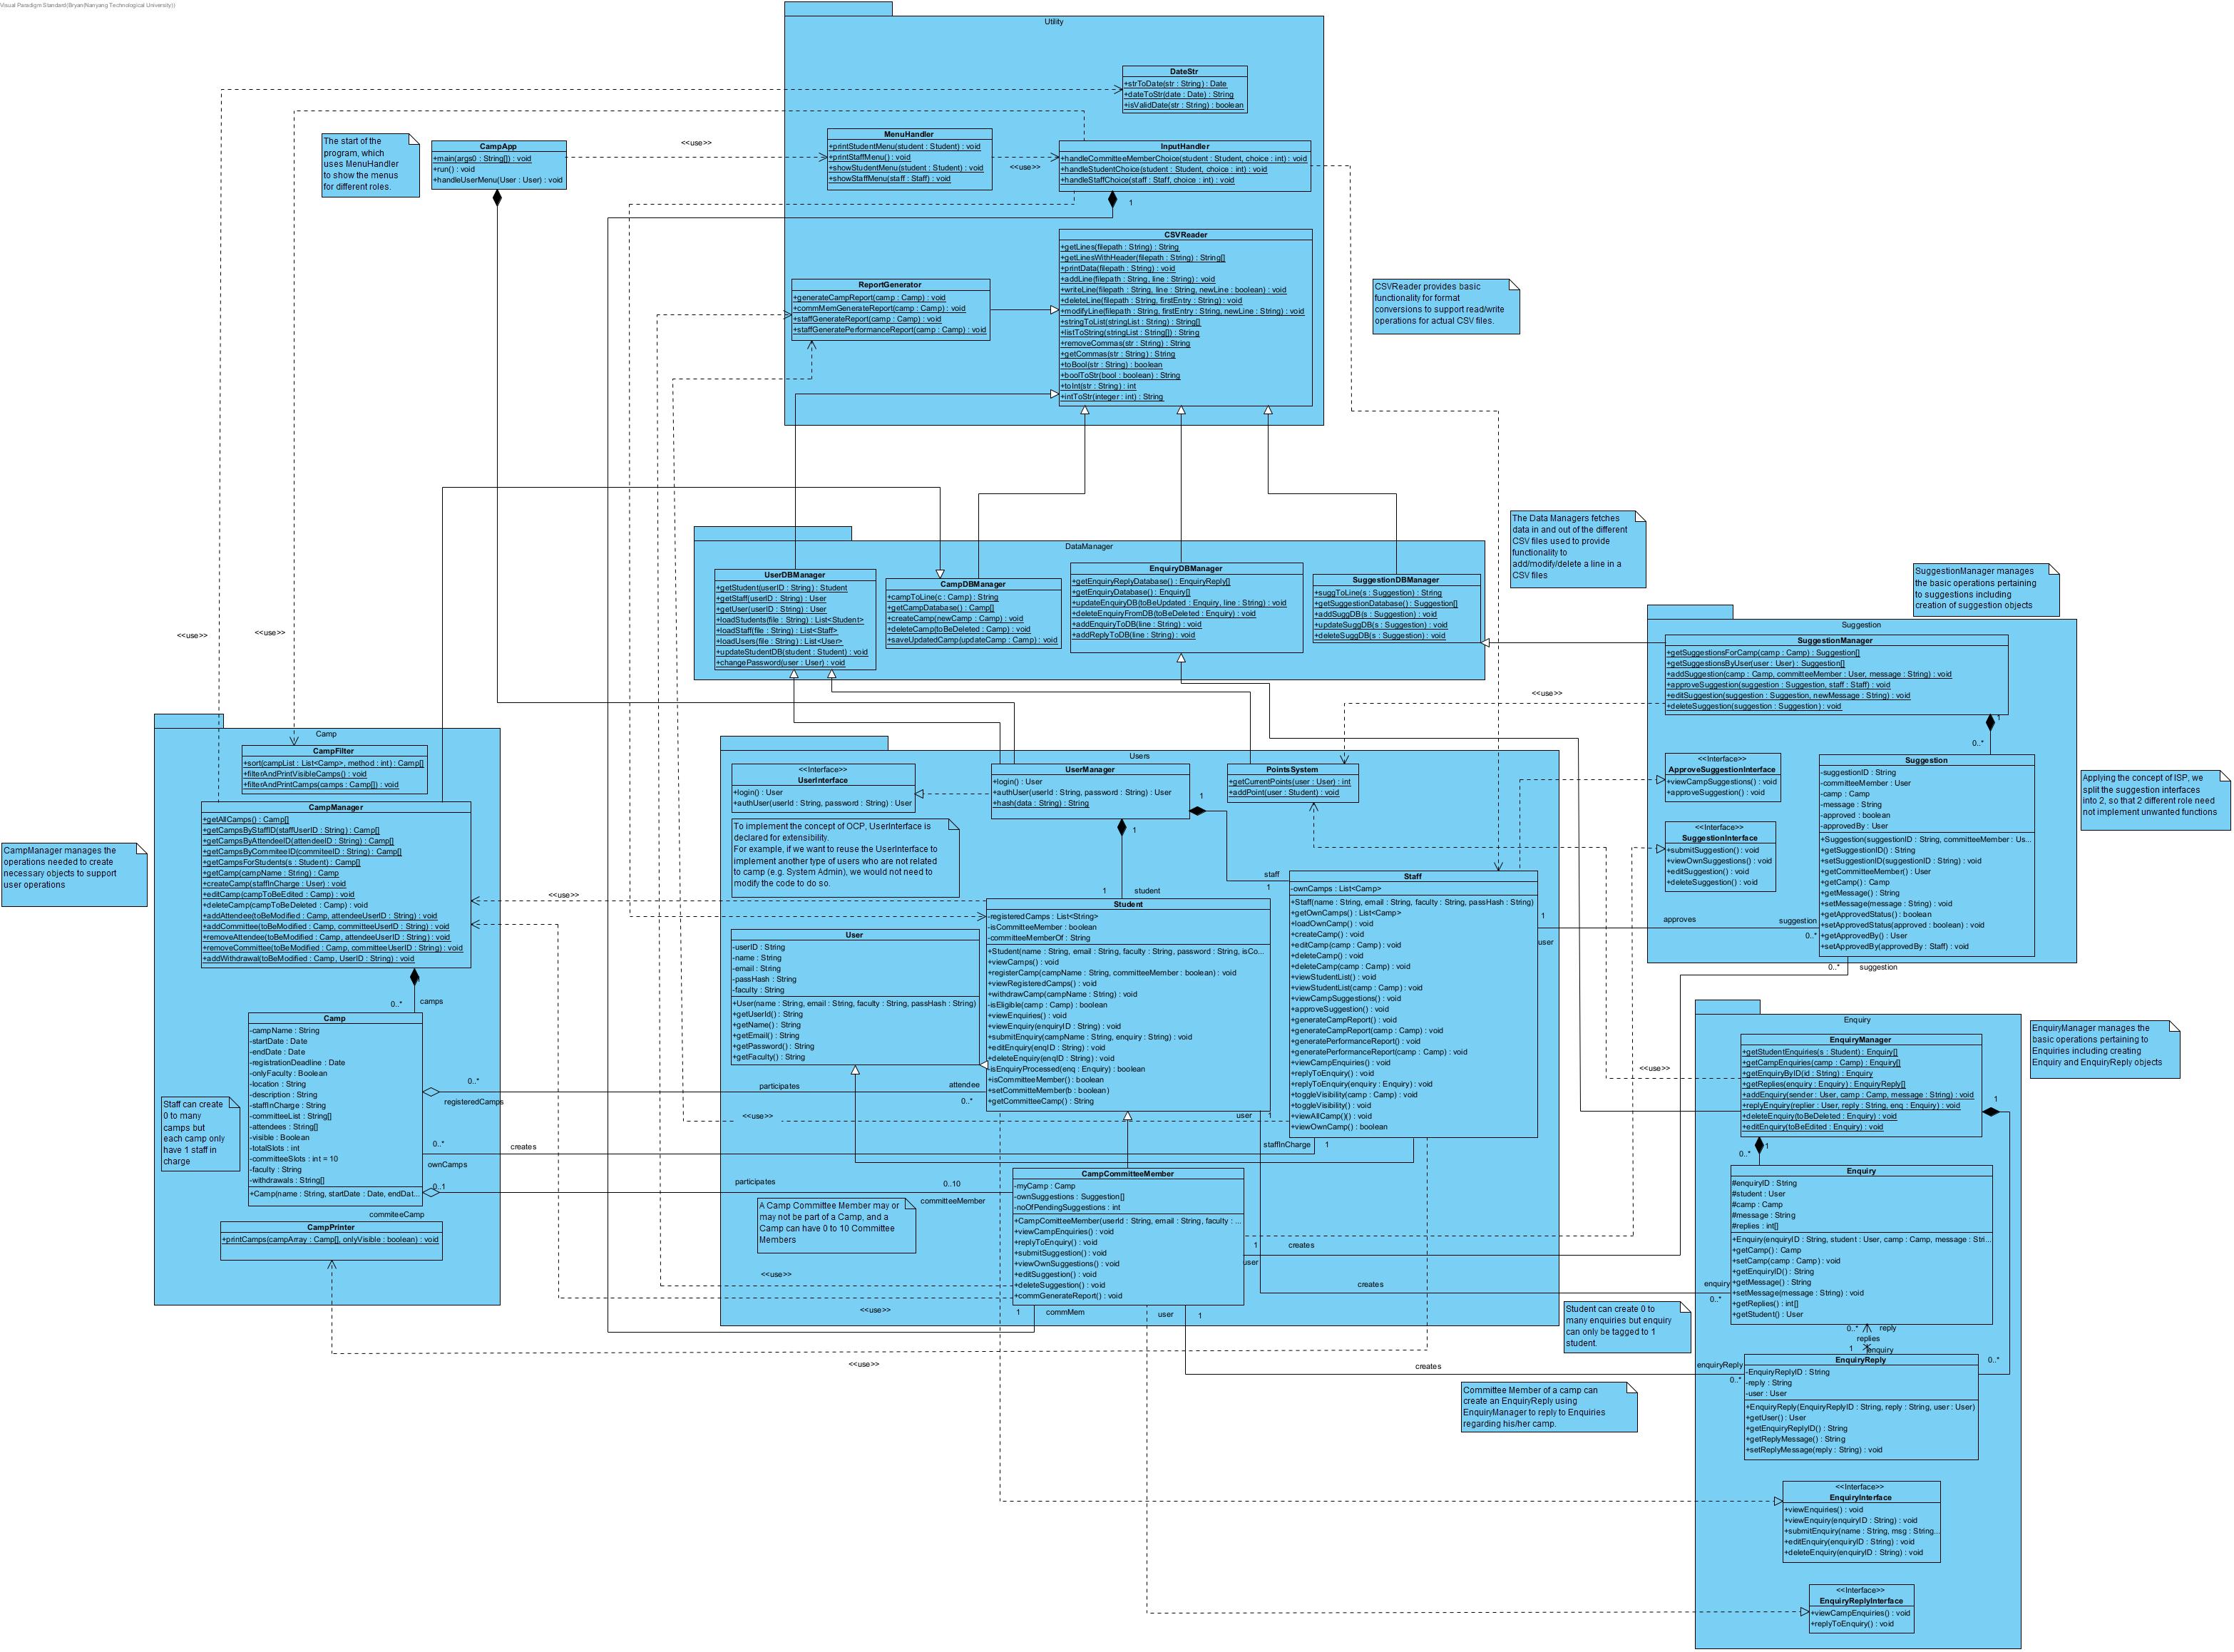 Visual Paradigm Standard(Bryan(Nanyang Technological University))
Utility
DateStr
+strToDate(str : String) : Date
+dateToStr(date : Date) : String
+isValidDate(str : String) : boolean
The start of the
program, which
uses MenuHandler
to show the menus
for different roles.
CampApp
+main(args0 : String[]) : void
+run() : void
+handleUserMenu(User : User) : void
<<use>>
MenuHandler
+printStudentMenu(student : Student) : void
+printStaffMenu() : void
+showStudentMenu(student : Student) : void
+showStaffMenu(staff : Staff) : void
<<use>>
InputHandler
+handleCommitteeMemberChoice(student : Student, choice : int) : void
+handleStudentChoice(student : Student, choice : int) : void
+handleStaffChoice(staff : Staff, choice : int) : void
1
CSVReader
+getLines(filepath : String) : String
+getLinesWithHeader(filepath : String) : String[]
+printData(filepath : String) : void
+addLine(filepath : String, line : String) : void
+writeLine(filepath : String, line : String, newLine : boolean) : void
+deleteLine(filepath : String, firstEntry : String) : void
+modifyLine(filepath : String, firstEntry : String, newLine : String) : void
+stringToList(stringList : String) : String[]
+listToString(stringList : String[]) : String
+removeCommas(str : String) : String
+getCommas(str : String) : String
+toBool(str : String) : boolean
+boolToStr(bool : boolean) : String
+toInt(str : String) : int
+intToStr(integer : int) : String
ReportGenerator
+generateCampReport(camp : Camp) : void
+commMemGenerateReport(camp : Camp) : void
+staffGenerateReport(camp : Camp) : void
+staffGeneratePerformanceReport(camp : Camp) : void
CSVReader provides basic
functionality for format
conversions to support read/write
operations for actual CSV files.
The Data Managers fetches
data in and out of the different
CSV files used to provide
functionality to
add/modify/delete a line in a
CSV files
DataManager
UserDBManager
+getStudent(userID : String) : Student
+getStaff(userID : String) : User
+getUser(userID : String) : User
+loadStudents(file : String) : List<Student>
+loadStaff(file : String) : List<Staff>
+loadUsers(file : String) : List<User>
+updateStudentDB(student : Student) : void
+changePassword(user : User) : void
CampDBManager
+campToLine(c : Camp) : String
+getCampDatabase() : Camp[]
+createCamp(newCamp : Camp) : void
+deleteCamp(toBeDeleted : Camp) : void
+saveUpdatedCamp(updateCamp : Camp) : void
EnquiryDBManager
+getEnquiryReplyDatabase() : EnquiryReply[]
+getEnquiryDatabase() : Enquiry[]
+updateEnquiryDB(toBeUpdated : Enquiry, line : String) : void
+deleteEnquiryFromDB(toBeDeleted : Enquiry) : void
+addEnquiryToDB(line : String) : void
+addReplyToDB(line : String) : void
SuggestionDBManager
+suggToLine(s : Suggestion) : String
+getSuggestionDatabase() : Suggestion[]
+addSuggDB(s : Suggestion) : void
+updateSuggDB(s : Suggestion) : void
+deleteSuggDB(s : Suggestion) : void
SuggestionManager manages
the basic operations pertaining
to suggestions including
creation of suggestion objects
Suggestion
SuggestionManager
+getSuggestionsForCamp(camp : Camp) : Suggestion[]
+getSuggestionsByUser(user : User) : Suggestion[]
+addSuggestion(camp : Camp, committeeMember : User, message : String) : void
+approveSuggestion(suggestion : Suggestion, staff : Staff) : void
+editSuggestion(suggestion : Suggestion, newMessage : String) : void
+deleteSuggestion(suggestion : Suggestion) : void
1
0..*
<<use>>
<<use>>
<<use>>
<<Interface>>
ApproveSuggestionInterface
+viewCampSuggestions() : void
+approveSuggestion() : void
<<Interface>>
SuggestionInterface
+submitSuggestion() : void
+viewOwnSuggestions() : void
+editSuggestion() : void
+deleteSuggestion() : void
Suggestion
-suggestionID : String
-committeeMember : User
-camp : Camp
-message : String
-approved : boolean
-approvedBy : User
+Suggestion(suggestionID : String, committeeMember : Us...
+getSuggestionID() : String
+setSuggestionID(suggestionID : String) : void
+getCommitteeMember() : User
+getCamp() : Camp
+getMessage() : String
+setMessage(message : String) : void
+getApprovedStatus() : boolean
+setApprovedStatus(approved : boolean) : void
+getApprovedBy() : User
+setApprovedBy(approvedBy : Staff) : void
Applying the concept of ISP, we
split the suggestion interfaces
into 2, so that 2 different role need
not implement unwanted functions
approves
suggestion
0..*
0..*
suggestion
Camp
CampFilter
+sort(campList : List<Camp>, method : int) : Camp[]
+filterAndPrintVisibleCamps() : void
+filterAndPrintCamps(camps : Camp[]) : void
CampManager
+getAllCamps() : Camp[]
+getCampsByStaffID(staffUserID : String) : Camp[]
+getCampsByAttendeeID(attendeeID : String) : Camp[]
+getCampsByCommiteeID(commiteeID : String) : Camp[]
+getCampsForStudents(s : Student) : Camp[]
+getCamp(campName : String) : Camp
+createCamp(staffInCharge : User) : void
+editCamp(campToBeEdited : Camp) : void
+deleteCamp(campToBeDeleted : Camp) : void
+addAttendee(toBeModified : Camp, attendeeUserID : String) : void
+addCommittee(toBeModified : Camp, committeeUserID : String) : void
+removeAttendee(toBeModified : Camp, attendeeUserID : String) : void
+removeCommittee(toBeModified : Camp, committeeUserID : String) : void
+addWithdrawal(toBeModified : Camp, UserID : String) : void
CampManager manages the
operations needed to create
necessary objects to support
user operations
0..*
camps
Camp
-campName : String
-startDate : Date
-endDate : Date
-registrationDeadline : Date
-onlyFaculty : Boolean
-location : String
-description : String
-staffInCharge : String
-committeeList : String[]
-attendees : String[]
-visible : Boolean
-totalSlots : int
-committeeSlots : int = 10
-faculty : String
-withdrawals : String[]
+Camp(name : String, startDate : Date, endDat...
Staff can create
0 to many
camps but
each camp only
have 1 staff in
charge
CampPrinter
+printCamps(campArray : Camp[], onlyVisible : boolean) : void
0..*
registeredCamps
participates
attendee
0..*
0..*
ownCamps
creates
staffInCharge
1
0..1
commiteeCamp
participates
0..10
committeeMember
Users
<<Interface>>
UserInterface
+login() : User
+authUser(userId : String, password : String) : User
UserManager
+login() : User
+authUser(userId : String, password : String) : User
+hash(data : String) : String
1
1
PointsSystem
+getCurrentPoints(user : User) : int
+addPoint(user : Student) : void
To implement the concept of OCP, UserInterface is
declared for extensibility.
For example, if we want to reuse the UserInterface to
implement another type of users who are not related
to camp (e.g. System Admin), we would not need to
modify the code to do so.
<<use>>
1
student
staff
1
Student
-registeredCamps : List<String>
-isCommitteeMember : boolean
-committeeMemberOf : String
+Student(name : String, email : String, faculty : String, password : String, isCo...
+viewCamps() : void
+registerCamp(campName : String, committeeMember : boolean) : void
+viewRegisteredCamps() : void
+withdrawCamp(campName : String) : void
-isEligible(camp : Camp) : boolean
+viewEnquiries() : void
+viewEnquiry(enquiryID : String) : void
+submitEnquiry(campName : String, enquiry : String) : void
+editEnquiry(enqID : String) : void
+deleteEnquiry(enqID : String) : void
-isEnquiryProcessed(enq : Enquiry) : boolean
+isCommitteeMember() : boolean
+setCommitteMember(b : boolean)
+getCommitteeCamp() : String
User
-userID : String
-name : String
-email : String
-passHash : String
-faculty : String
+User(name : String, email : String, faculty : String, passHash : String)
+getUserId() : String
+getName() : String
+getEmail() : String
+getPassword() : String
+getFaculty() : String
Staff
-ownCamps : List<Camp>
+Staff(name : String, email : String, faculty : String, passHash : String)
+getOwnCamps() : List<Camp>
+loadOwnCamp() : void
+createCamp() : void
+editCamp(camp : Camp) : void
+deleteCamp() : void
+deleteCamp(camp : Camp) : void
+viewStudentList() : void
+viewStudentList(camp : Camp) : void
+viewCampSuggestions() : void
+approveSuggestion() : void
+generateCampReport() : void
+generateCampReport(camp : Camp) : void
+generatePerformanceReport() : void
+generatePerformanceReport(camp : Camp) : void
+viewCampEnquiries() : void
+replyToEnquiry() : void
+replyToEnquiry(enquiry : Enquiry) : void
+toggleVisibility(camp : Camp) : void
+toggleVisibility() : void
+viewAllCamp()() : void
+viewOwnCamp() : boolean
1
user
user
1
<<use>>
CampCommitteeMember
-myCamp : Camp
-ownSuggestions : Suggestion[]
-noOfPendingSuggestions : int
+CampComitteeMember(userId : String, email : String, faculty : ...
+viewCampEnquiries() : void
+replyToEnquiry() : void
+submitSuggestion() : void
+viewOwnSuggestions() : void
+editSuggestion() : void
+deleteSuggestion() : void
+commGenerateReport() : void
A Camp Committee Member may or
may not be part of a Camp, and a
Camp can have 0 to 10 Committee
Members
<<use>>
<<use>>
<<use>>
1
commMem
user
1
1
user
creates
creates
creates
Student can create 0 to
many enquiries but enquiry
can only be tagged to 1
student.
Committee Member of a camp can
create an EnquiryReply using
EnquiryManager to reply to Enquiries
regarding his/her camp.
Enquiry
EnquiryManager
+getStudentEnquiries(s : Student) : Enquiry[]
+getCampEnquiries(camp : Camp) : Enquiry[]
+getEnquiryByID(id : String) : Enquiry
+getReplies(enquiry : Enquiry) : EnquiryReply[]
+addEnquiry(sender : User, camp : Camp, message : String) : void
+replyEnquiry(replier : User, reply : String, enq : Enquiry) : void
+deleteEnquiry(toBeDeleted : Enquiry) : void
+editEnquiry(toBeEdited : Enquiry) : void
EnquiryManager manages the
basic operations pertaining to
Enquiries including creating
Enquiry and EnquiryReply objects
<<use>>
1
1
0..*
Enquiry
#enquiryID : String
#student : User
#camp : Camp
#message : String
#replies : int[]
+Enquiry(enquiryID : String, student : User, camp : Camp, message : Stri...
+getCamp() : Camp
+setCamp(camp : Camp) : void
+getEnquiryID() : String
+getMessage() : String
+setMessage(message : String) : void
+getReplies() : int[]
+getStudent() : User
enquiry
0..*
0..*
reply
replies
1
enquiry
enquiryReply
0..*
0..*
EnquiryReply
-EnquiryReplyID : String
-reply : String
-user : User
+EnquiryReply(EnquiryReplyID : String, reply : String, user : User)
+getUser() : User
+getEnquiryReplyID() : String
+getReplyMessage() : String
+setReplyMessage(reply : String) : void
<<Interface>>
EnquiryInterface
+viewEnquiries() : void
+viewEnquiry(enquiryID : String) : void
+submitEnquiry(name : String, msg : String...
+editEnquiry(enquiryID : String) : void
+deleteEnquiry(enquiryID : String) : void
<<Interface>>
EnquiryReplyInterface
+viewCampEnquiries() : void
+replyToEnquiry() : void